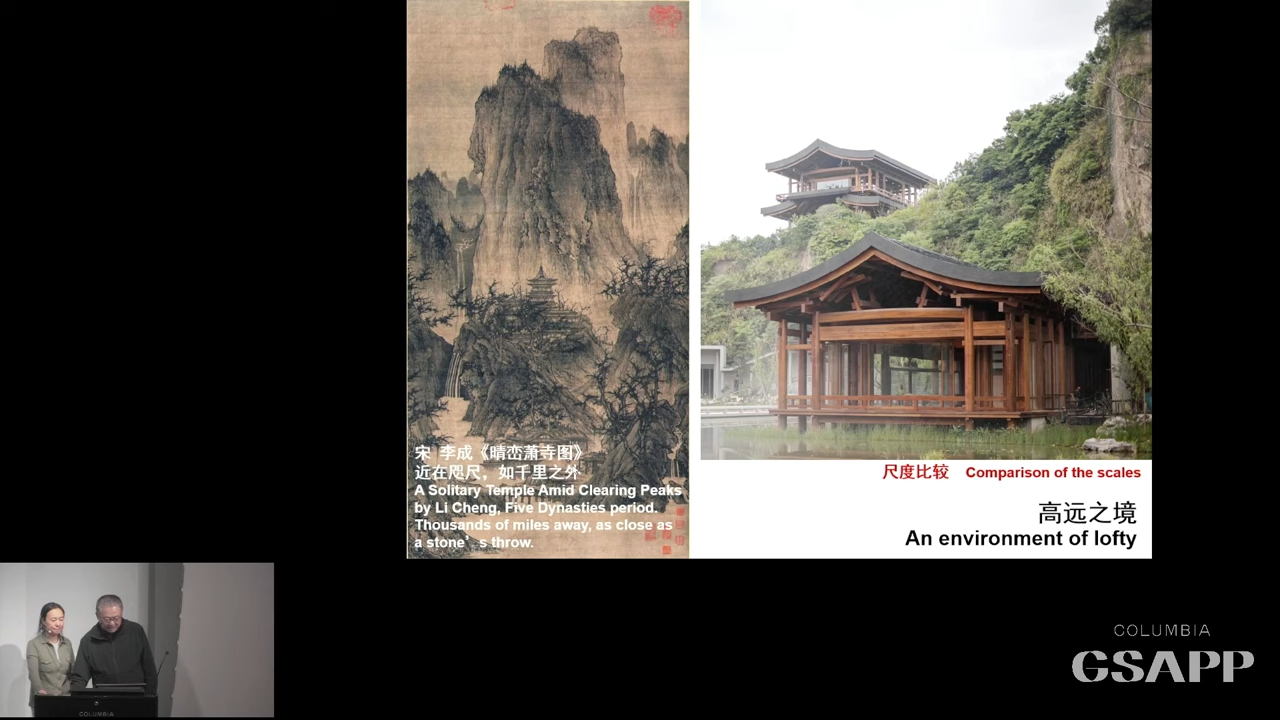 宋 李成《晴峦萧寺图》
近在咫尺，如千里之外
A Solitary Temple Amid Clearing Peaks
by Li Cheng, Five Dynasties period.
Thousands of miles away, as close as
a stone’s throw.
尺度比较 Comparison of the scales
高远之境
An environment of lofty
COLUMBIA
COLUMBIA
GSAPP